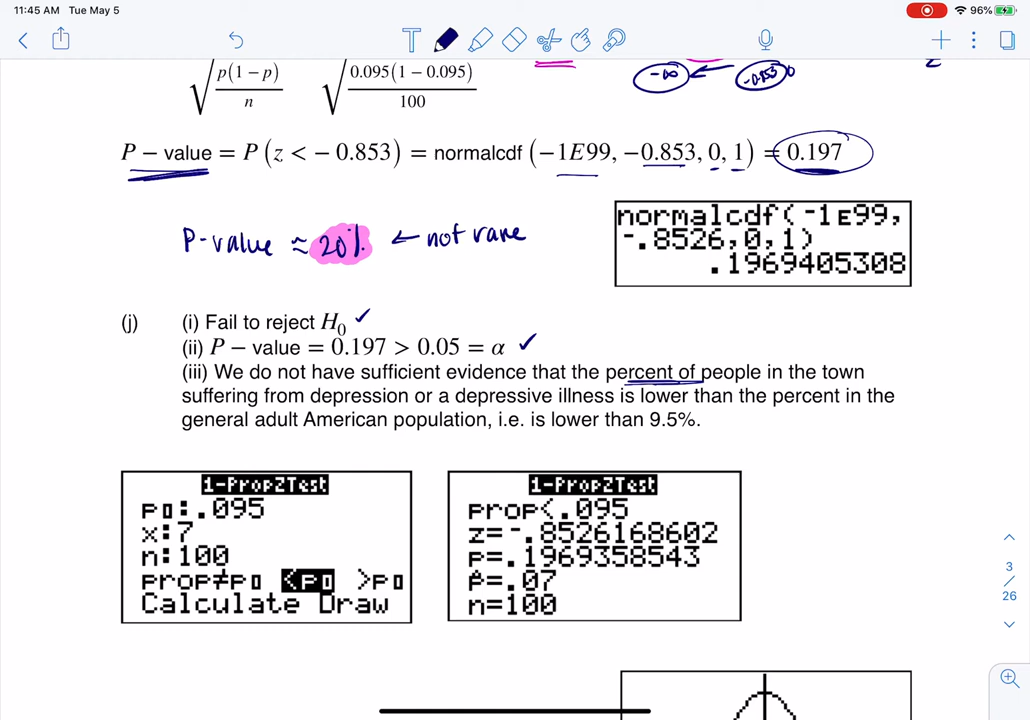 11:45 AM Tue May 5
96%
p(1 − p)
n
0.095(1 − 0.095)
100
−∞ ← −0.853
P − value = P ( z < − 0.853) = normalcdf (−1E99, −0.853, 0, 1) = 0.197
P-value ≈ 20% ← not rare
normalcdf(-1E99,
-.8526,0,1)
.1969405308
(j) (i) Fail to reject H0 ✓
(ii) P − value = 0.197 > 0.05 = α ✓
(iii) We do not have sufficient evidence that the percent of people in the town
suffering from depression or a depressive illness is lower than the percent in the
general adult American population, i.e. is lower than 9.5%.
1-PropZTest
p0:.095
x:7
n:100
prop≠p0 <p0 >p0
Calculate Draw
1-PropZTest
prop<.095
z=-.8526168602
p=.1969358543
p̂=.07
n=100
3
/
26